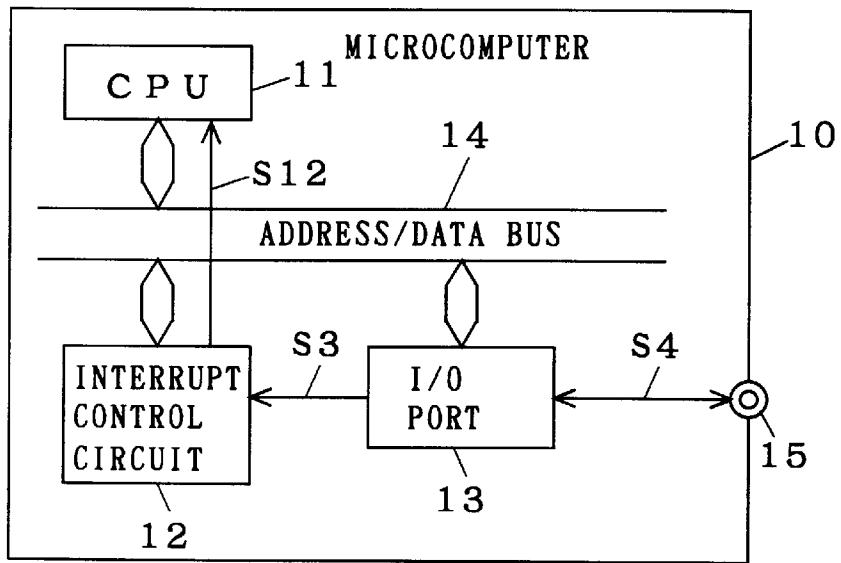 MICROCOMPUTER
CPU
11
10
14
S12
ADDRESS/DATA BUS
S3
S4
INTERRUPT
CONTROL
CIRCUIT
I/O
PORT
15
12
13